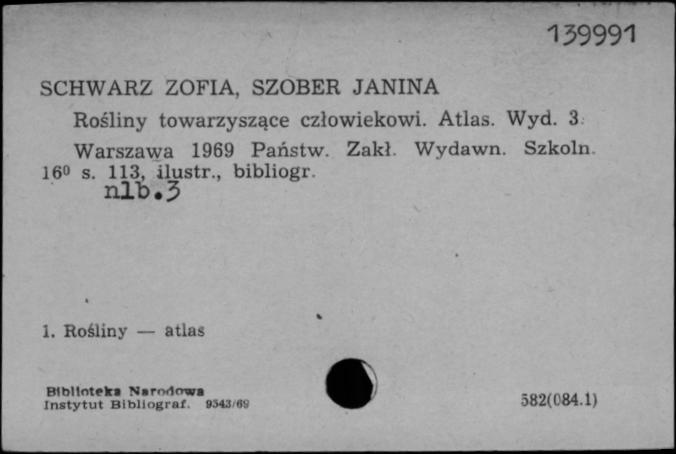 139991
SCHWARZ ZOFIA, SZOBER JANINA
Rośliny towarzyszące człowiekowi. Atlas. Wyd. 3.
Warszawa 1969 Państw. Zakł. Wydawn. Szkoln.
16⁰ s. 113, ilustr., bibliogr.
nlb.3
1. Rośliny — atlas
Biblioteka Narodowa
Instytut Bibliograf. 9543/69
582(084.1)